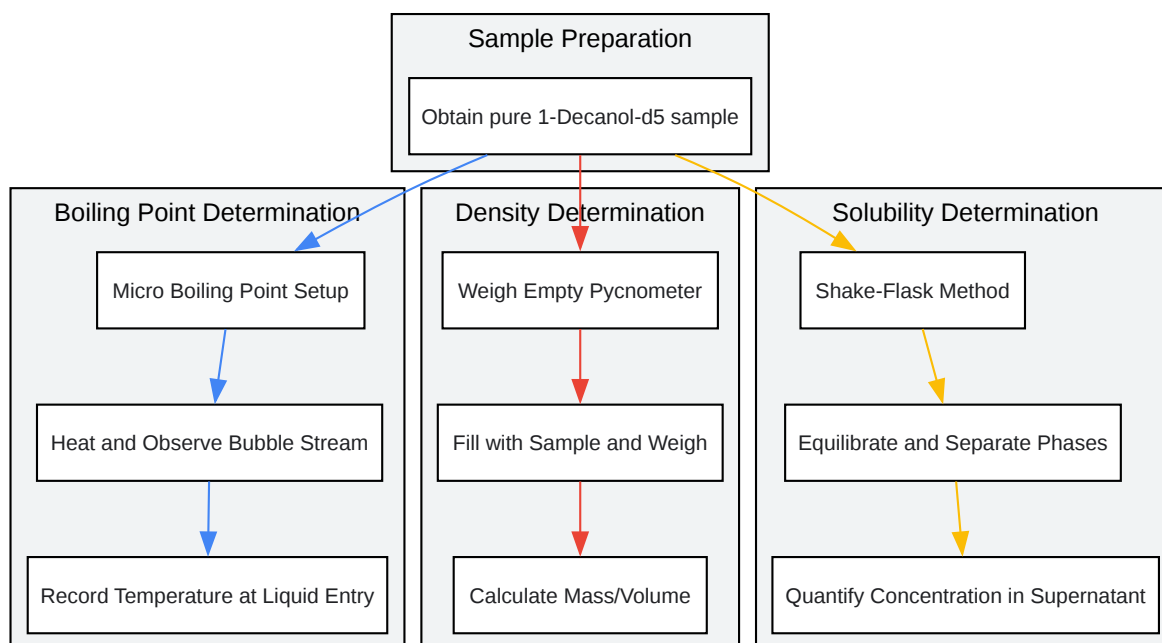 Sample Preparation
Obtain pure 1-Decanol-d5 sample
Boiling Point Determination
Micro Boiling Point Setup
Heat and Observe Bubble Stream
Record Temperature at Liquid Entry
Density Determination
Weigh Empty Pycnometer
Fill with Sample and Weigh
Calculate Mass/Volume
Solubility Determination
Shake-Flask Method
Equilibrate and Separate Phases
Quantify Concentration in Supernatant